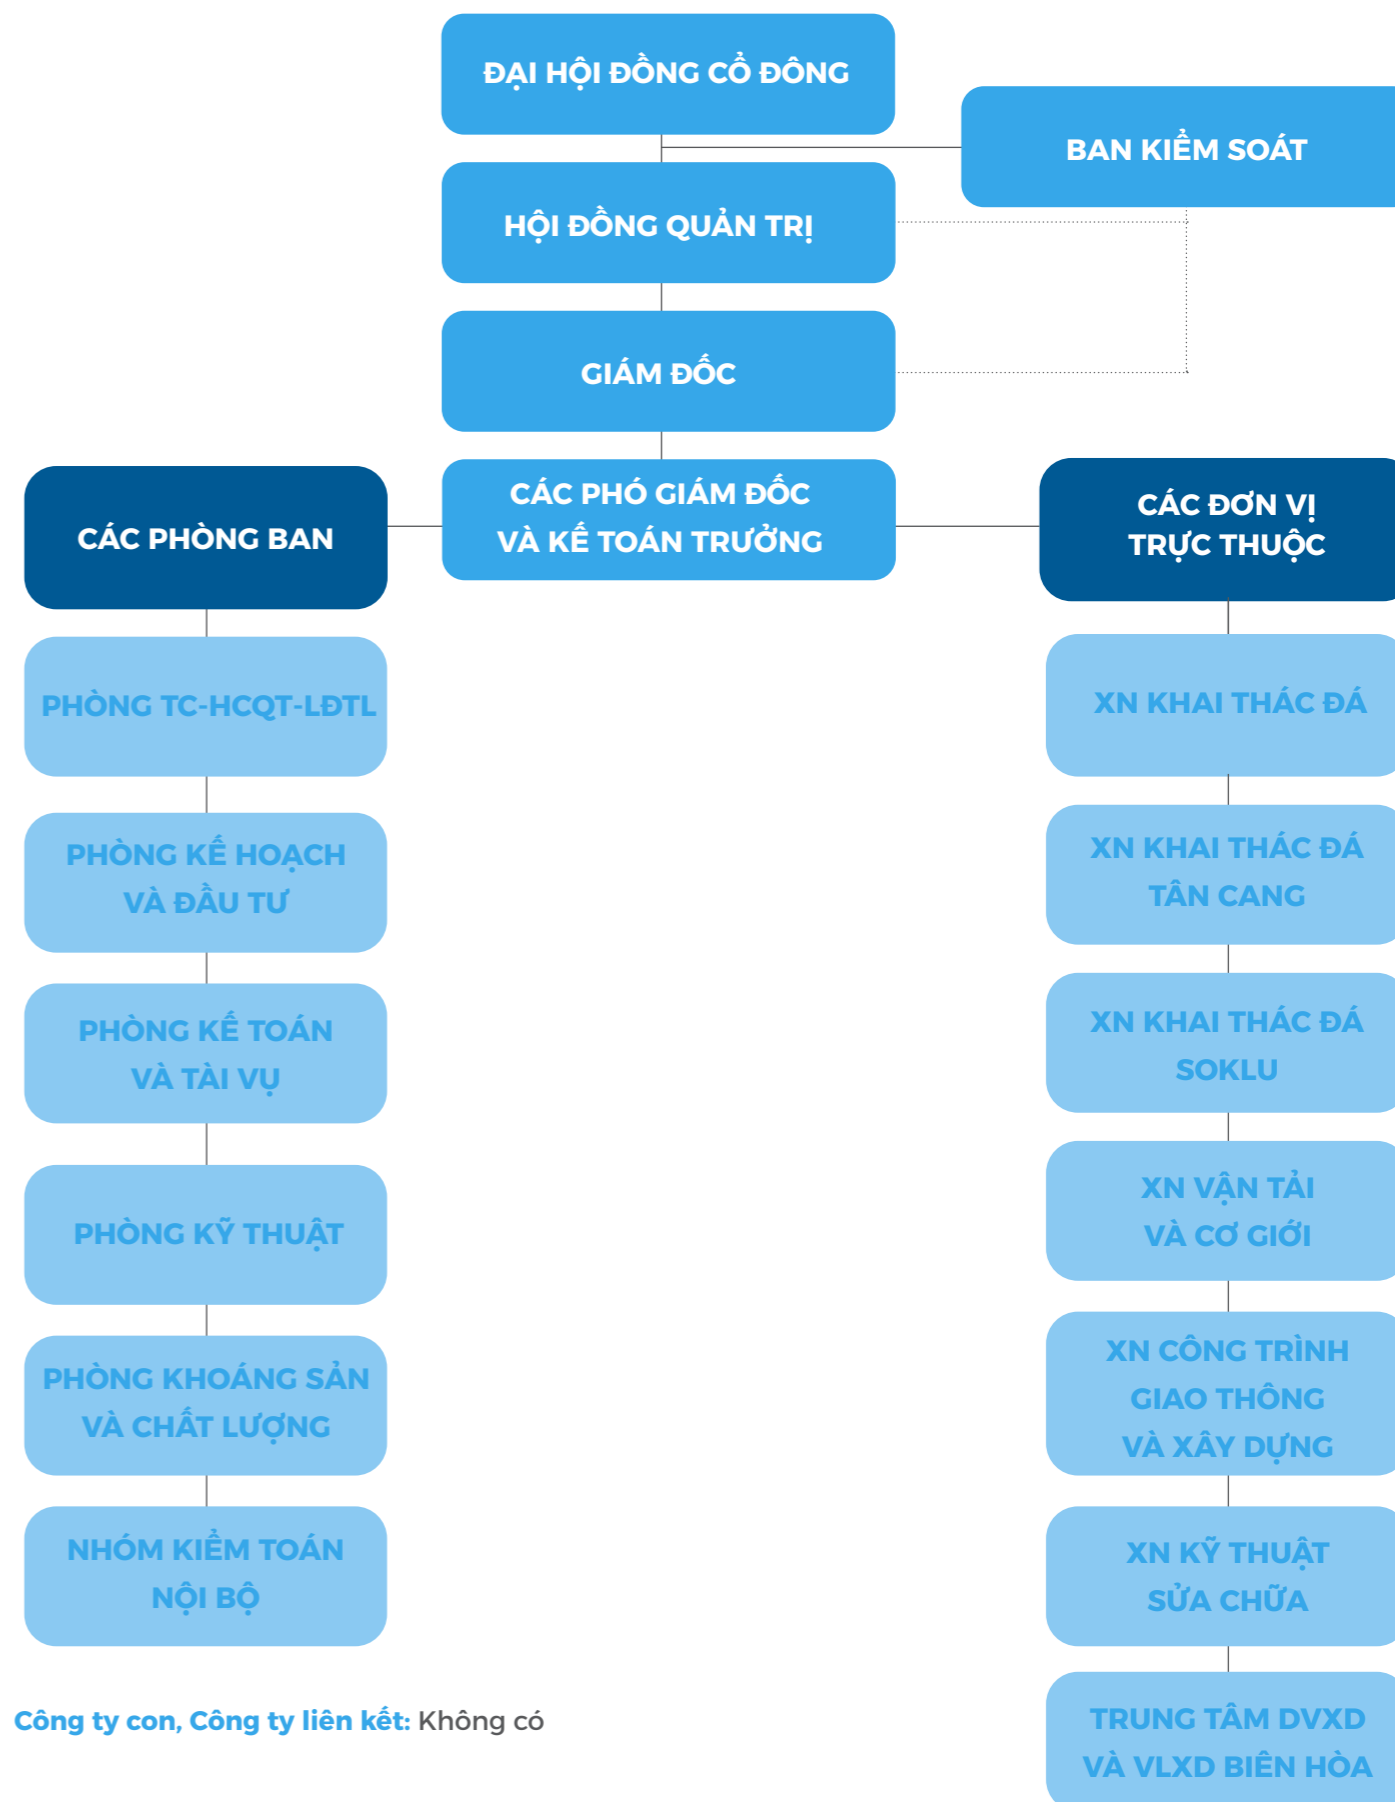 ĐẠI HỘI ĐỒNG CỔ ĐÔNG
BAN KIỂM SOÁT
HỘI ĐỒNG QUẢN TRỊ
GIÁM ĐỐC
CÁC PHÓ GIÁM ĐỐC
VÀ KẾ TOÁN TRƯỞNG
CÁC PHÒNG BAN
PHÒNG TC-HCQT-LĐTL
PHÒNG KẾ HOẠCH
VÀ ĐẦU TƯ
PHÒNG KẾ TOÁN
VÀ TÀI VỤ
PHÒNG KỸ THUẬT
PHÒNG KHOÁNG SẢN
VÀ CHẤT LƯỢNG
NHÓM KIỂM TOÁN
NỘI BỘ
CÁC ĐƠN VỊ
TRỰC THUỘC
XN KHAI THÁC ĐÁ
XN KHAI THÁC ĐÁ
TÂN CANG
XN KHAI THÁC ĐÁ
SOKLU
XN VẬN TẢI
VÀ CƠ GIỚI
XN CÔNG TRÌNH
GIAO THÔNG
VÀ XÂY DỰNG
XN KỸ THUẬT
SỬA CHỮA
TRUNG TÂM DVXD
VÀ VLXD BIÊN HÒA
Công ty con, Công ty liên kết: Không có